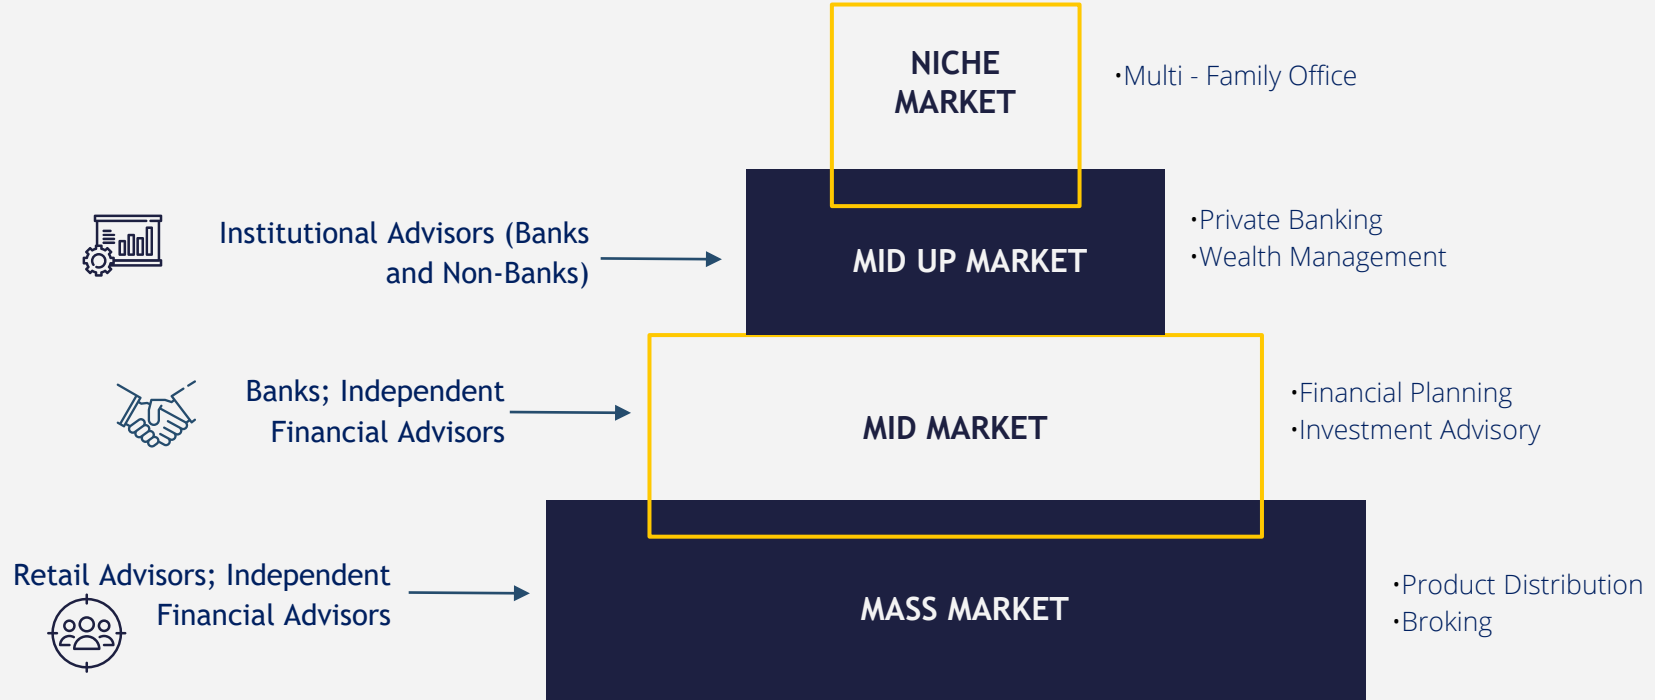 NICHE
MARKET
•Multi - Family Office
Institutional Advisors (Banks
and Non-Banks)
MID UP MARKET
•Private Banking
•Wealth Management
Banks; Independent
Financial Advisors
MID MARKET
•Financial Planning
•Investment Advisory
Retail Advisors; Independent
Financial Advisors
MASS MARKET
•Product Distribution
•Broking